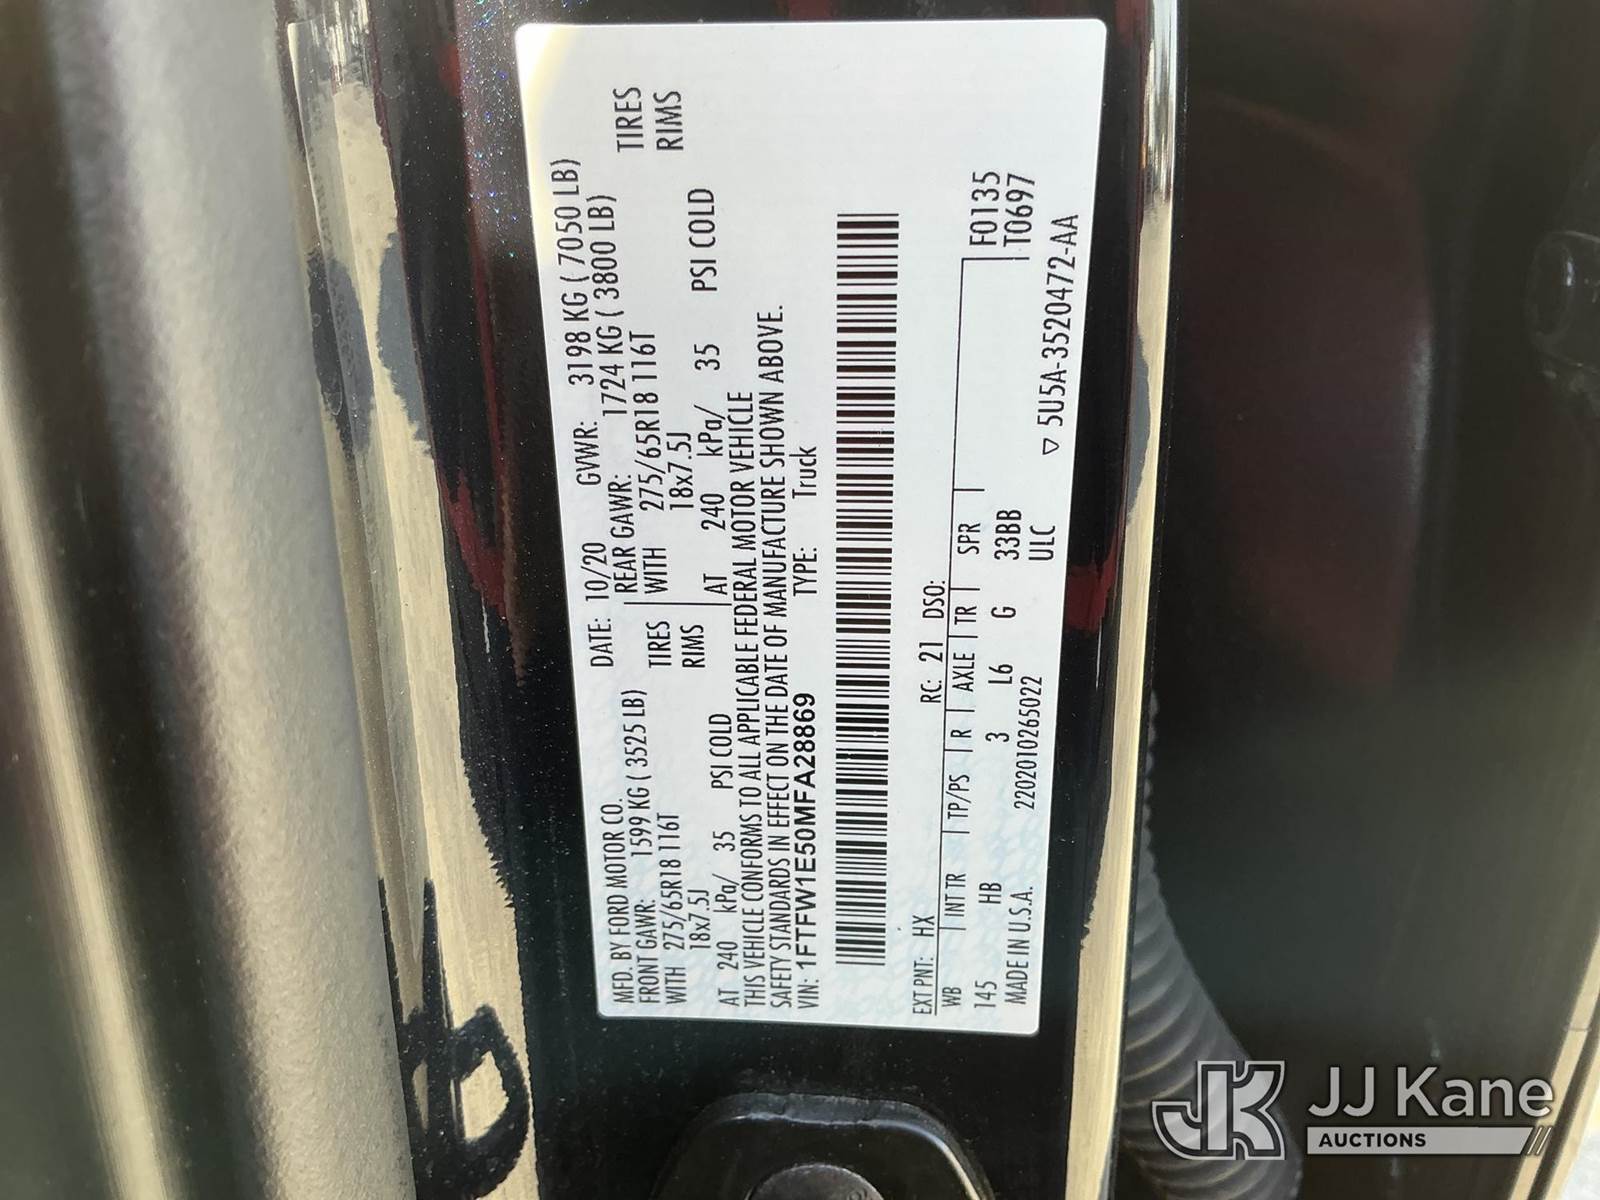 MFD. BY FORD MOTOR CO. DATE: 10/20 GVWR: 3198 KG ( 7050 LB)
FRONT GAWR: 1599 KG ( 3525 LB) REAR GAWR: 1724 KG ( 3800 LB)
WITH 275/65R18 116T TIRES WITH 275/65R18 116T TIRES
18x7.5J RIMS 18x7.5J RIMS
AT 240 kPa/ 35 PSI COLD AT 240 kPa/ 35 PSI COLD
THIS VEHICLE CONFORMS TO ALL APPLICABLE FEDERAL MOTOR VEHICLE
SAFETY STANDARDS IN EFFECT ON THE DATE OF MANUFACTURE SHOWN ABOVE.
VIN: 1FTFW1E50MFA28869 TYPE: Truck
EXT PNT: HX RC: 21 DSO:
WB INT TR TP/PS R AXLE TR SPR F0135
145 HB 3 L6 G 33BB T0697
MADE IN U.S.A. 220201026502​2 ULC
▽ 5U5A-3520472-AA
JK JJ Kane
AUCTIONS